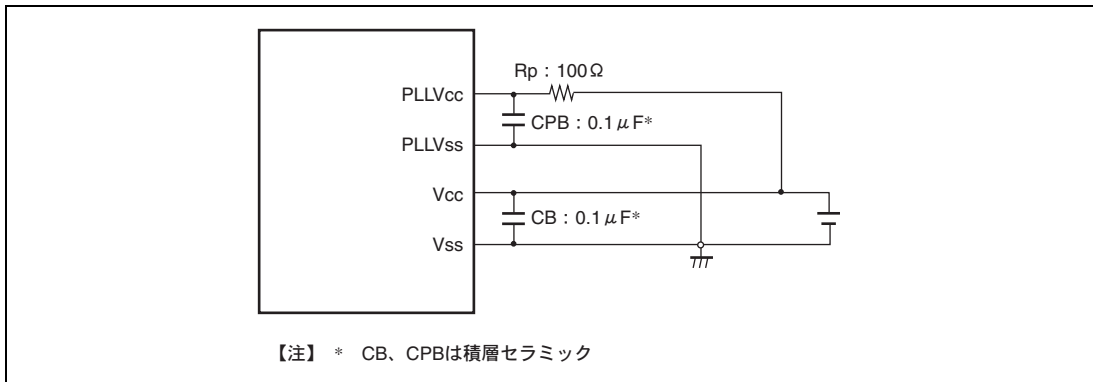 Rp：100Ω
PLLVcc
CPB：0.1μF*
PLLVss
Vcc
CB：0.1μF*
Vss
【注】 * CB、CPBは積層セラミック